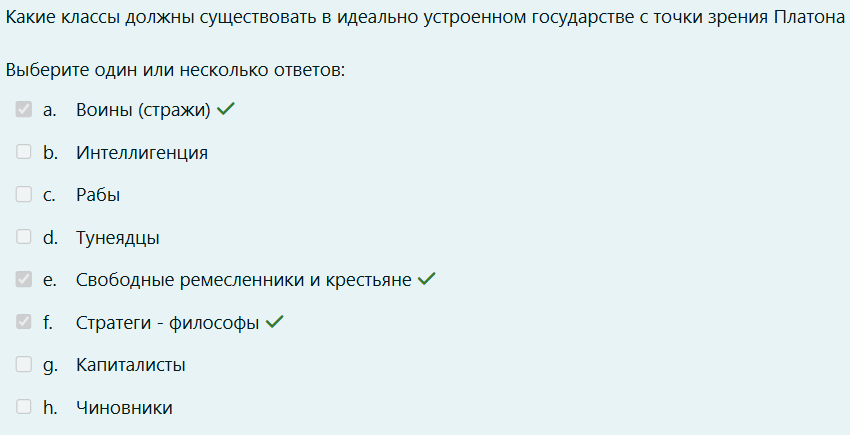 Какие классы должны существовать в идеально устроенном государстве с точки зрения Платона
Выберите один или несколько ответов:
a. Воины (стражи)
b. Интеллигенция
c. Рабы
d. Тунеядцы
e. Свободные ремесленники и крестьяне
f. Стратеги - философы
g. Капиталисты
h. Чиновники